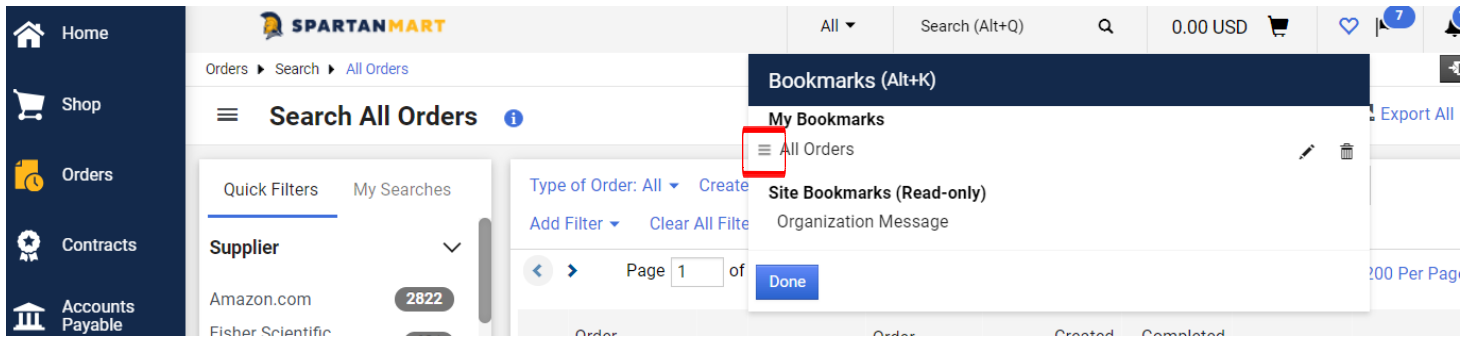 Home
Shop
Orders
Contracts
Accounts
Payable
SPARTANMART
All
Search (Alt+Q)
0.00 USD
7
Orders Search All Orders
Search All Orders
Export All
Quick Filters My Searches
Supplier
Amazon.com 2822
Fisher Scientific
Type of Order: All Create
Add Filter Clear All Filte
Page 1 of
200 Per Page
Order Order Created Completed
Bookmarks (Alt+K)
My Bookmarks
All Orders
Site Bookmarks (Read-only)
Organization Message
Done